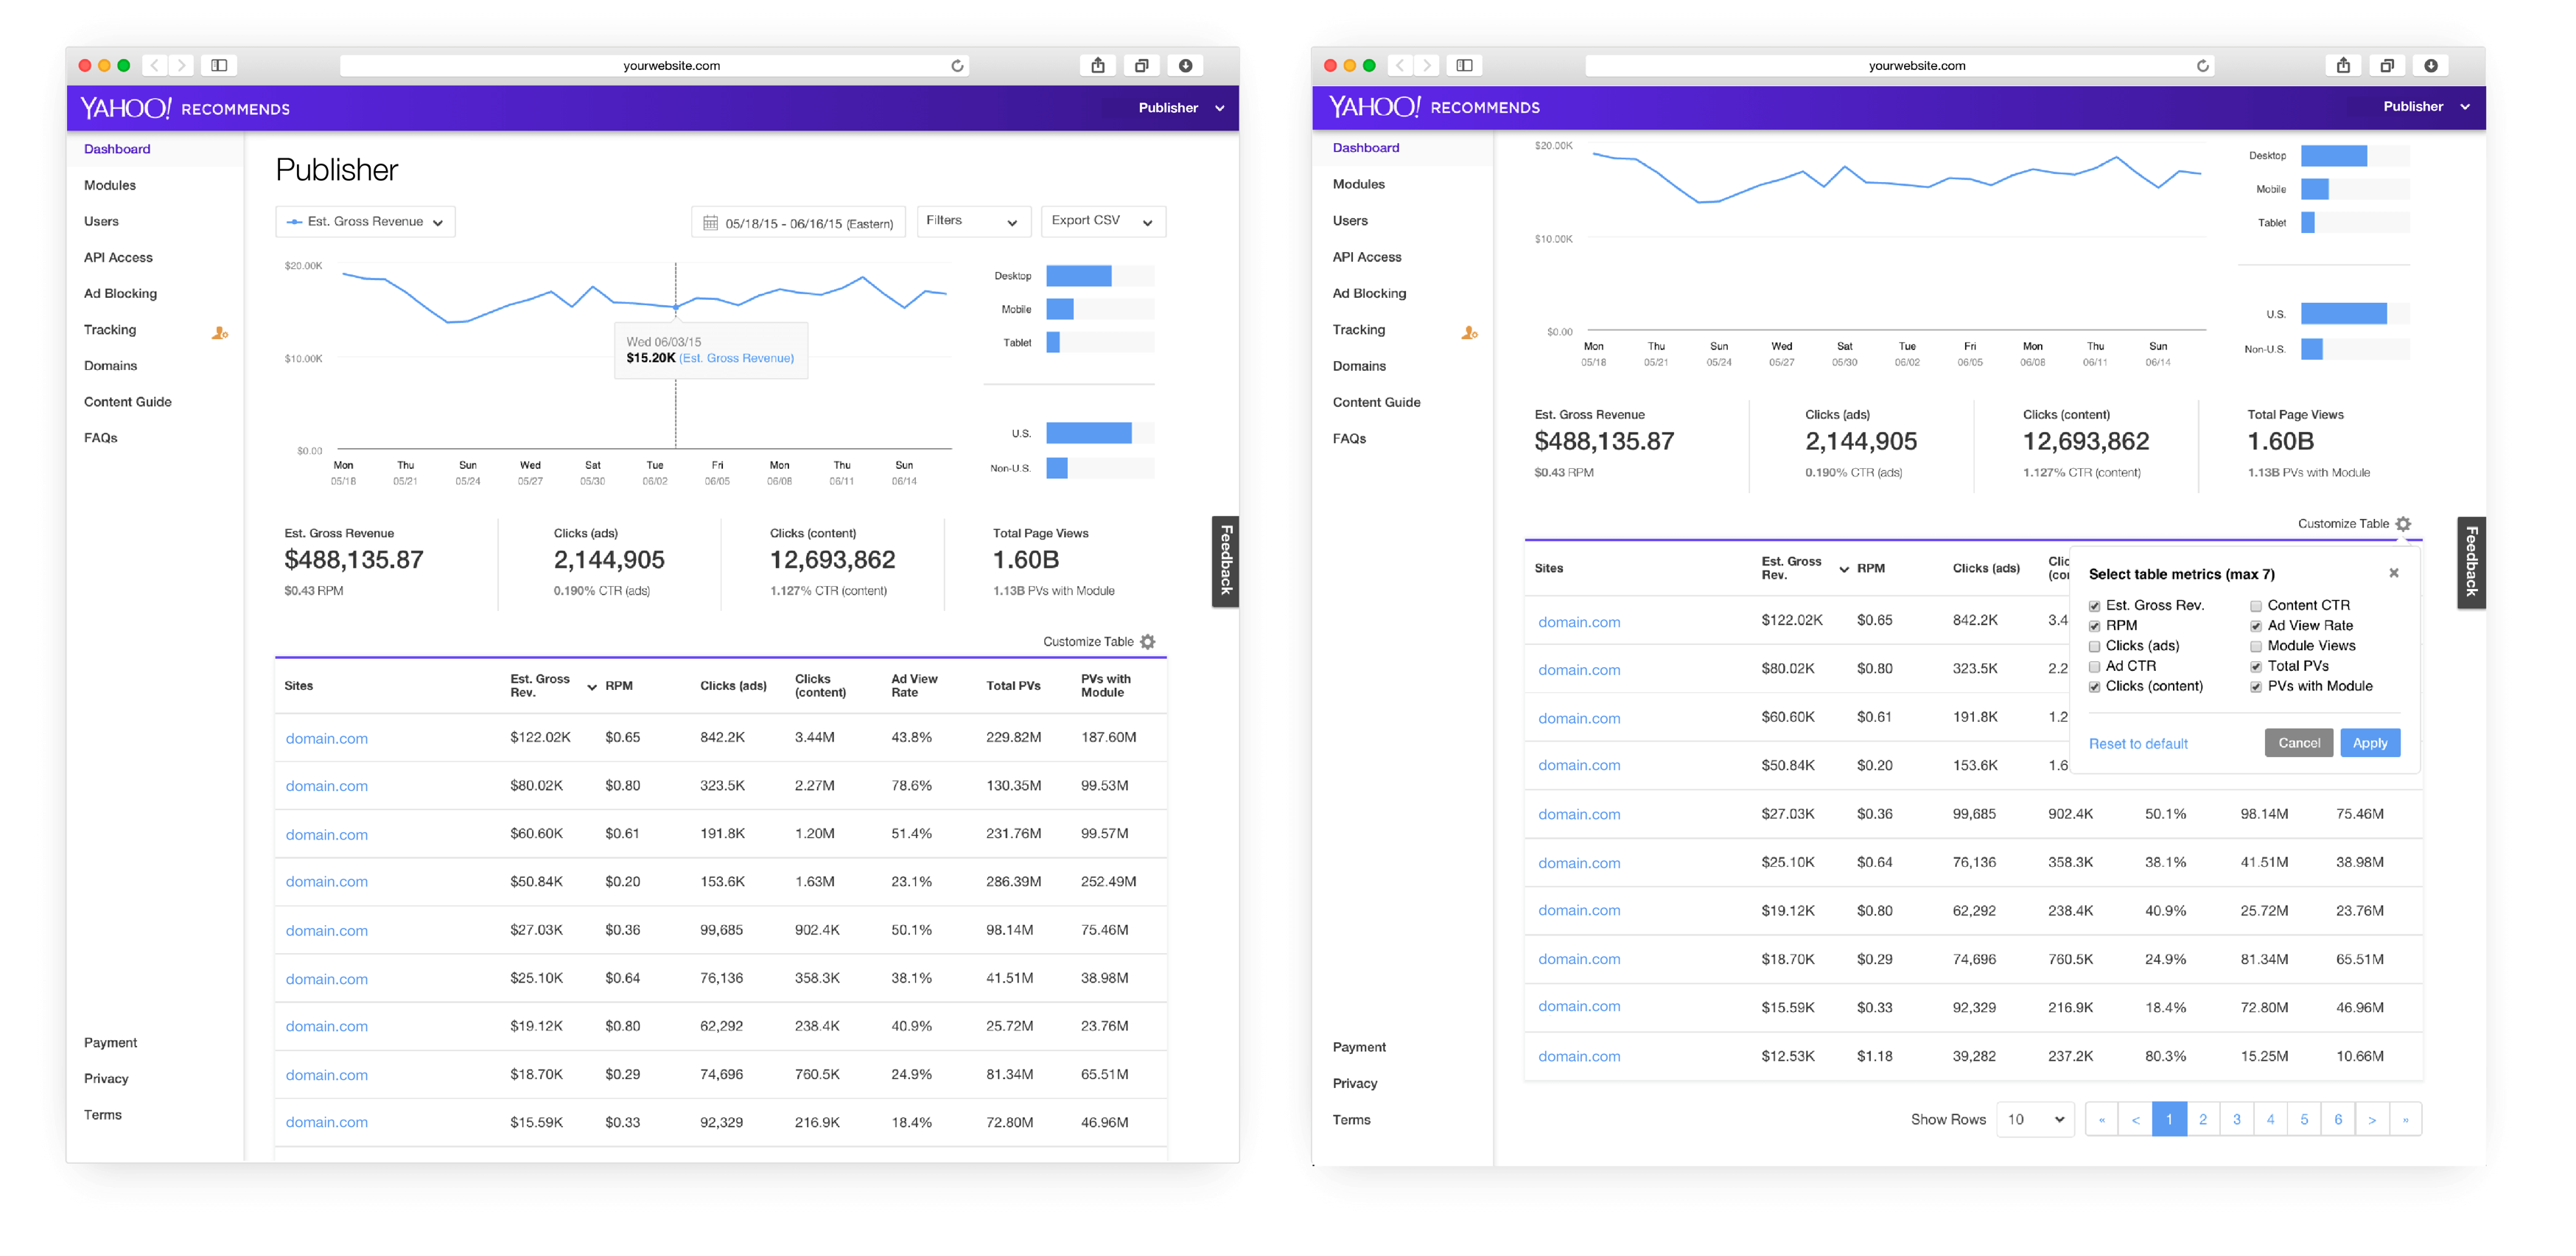 yourwebsite.com
YAHOO! RECOMMENDS
Publisher
Dashboard
Modules
Users
API Access
Ad Blocking
Tracking
Domains
Content Guide
FAQs
Payment
Privacy
Terms
Publisher
Est. Gross Revenue
05/18/15 - 06/16/15 (Eastern)
Filters
Export CSV
$20.00K
$10.00K
$0.00
Wed 06/03/15
$15.20K (Est. Gross Revenue)
Mon Thu Sun Wed Sat Tue Fri Mon Thu Sun
05/18 05/21 05/24 05/27 05/30 06/02 06/05 06/08 06/11 06/14
Desktop
Mobile
Tablet
U.S.
Non-U.S.
Feedback
Est. Gross Revenue Clicks (ads) Clicks (content) Total Page Views
$488,135.87 2,144,905 12,693,862 1.60B
$0.43 RPM 0.190% CTR (ads) 1.127% CTR (content) 1.13B PVs with Module
Customize Table
Sites Est. Gross Rev. RPM Clicks (ads) Clicks (content) Ad View Rate Total PVs PVs with Module
domain.com $122.02K $0.65 842.2K 3.44M 43.8% 229.82M 187.60M
domain.com $80.02K $0.80 323.5K 2.27M 78.6% 130.35M 99.53M
domain.com $60.60K $0.61 191.8K 1.20M 51.4% 231.76M 99.57M
domain.com $50.84K $0.20 153.6K 1.63M 23.1% 286.39M 252.49M
domain.com $27.03K $0.36 99,685 902.4K 50.1% 98.14M 75.46M
domain.com $25.10K $0.64 76,136 358.3K 38.1% 41.51M 38.98M
domain.com $19.12K $0.80 62,292 238.4K 40.9% 25.72M 23.76M
domain.com $18.70K $0.29 74,696 760.5K 24.9% 81.34M 65.51M
domain.com $15.59K $0.33 92,329 216.9K 18.4% 72.80M 46.96M
yourwebsite.com
YAHOO! RECOMMENDS
Publisher
Dashboard
Modules
Users
API Access
Ad Blocking
Tracking
Domains
Content Guide
FAQs
Payment
Privacy
Terms
$20.00K
$10.00K
$0.00
Mon Thu Sun Wed Sat Tue Fri Mon Thu Sun
05/18 05/21 05/24 05/27 05/30 06/02 06/05 06/08 06/11 06/14
Desktop
Mobile
Tablet
U.S.
Non-U.S.
Feedback
Est. Gross Revenue Clicks (ads) Clicks (content) Total Page Views
$488,135.87 2,144,905 12,693,862 1.60B
$0.43 RPM 0.190% CTR (ads) 1.127% CTR (content) 1.13B PVs with Module
Customize Table
Sites Est. Gross Rev. RPM Clicks (ads)
Select table metrics (max 7)
Est. Gross Rev. Content CTR
RPM Ad View Rate
Clicks (ads) Module Views
Ad CTR Total PVs
Clicks (content) PVs with Module
Reset to default Cancel Apply
domain.com $122.02K $0.65 842.2K 3.4
domain.com $80.02K $0.80 323.5K 2.2
domain.com $60.60K $0.61 191.8K 1.2
domain.com $50.84K $0.20 153.6K 1.6
domain.com $27.03K $0.36 99,685 902.4K 50.1% 98.14M 75.46M
domain.com $25.10K $0.64 76,136 358.3K 38.1% 41.51M 38.98M
domain.com $19.12K $0.80 62,292 238.4K 40.9% 25.72M 23.76M
domain.com $18.70K $0.29 74,696 760.5K 24.9% 81.34M 65.51M
domain.com $15.59K $0.33 92,329 216.9K 18.4% 72.80M 46.96M
domain.com $12.53K $1.18 39,282 237.2K 80.3% 15.25M 10.66M
Show Rows 10 « < 1 2 3 4 5 6 > »